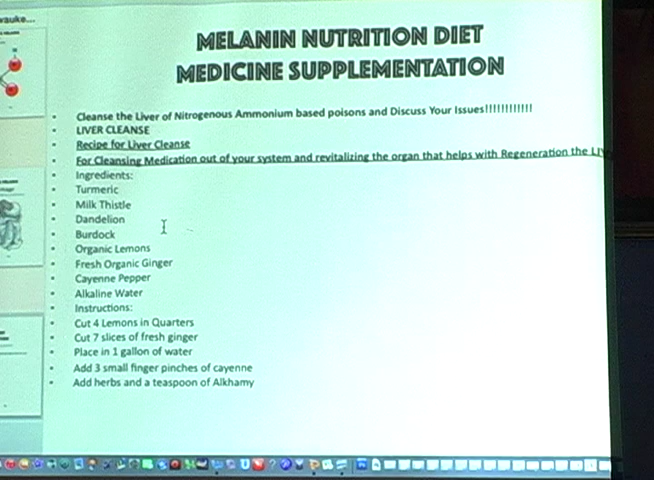 wauke...
MELANIN NUTRITION DIET
MEDICINE SUPPLEMENTATION
• Cleanse the Liver of Nitrogenous Ammonium based poisons and Discuss Your Issues!!!!!!!!!!!!
• LIVER CLEANSE
• Recipe for Liver Cleanse
• For Cleansing Medication out of your system and revitalizing the organ that helps with Regeneration the
• Ingredients:
• Turmeric
• Milk Thistle
• Dandelion
• Burdock
• Organic Lemons
• Fresh Organic Ginger
• Cayenne Pepper
• Alkaline Water
• Instructions:
• Cut 4 Lemons in Quarters
• Cut 7 slices of fresh ginger
• Place in 1 gallon of water
• Add 3 small finger pinches of cayenne
• Add herbs and a teaspoon of Alkhamy